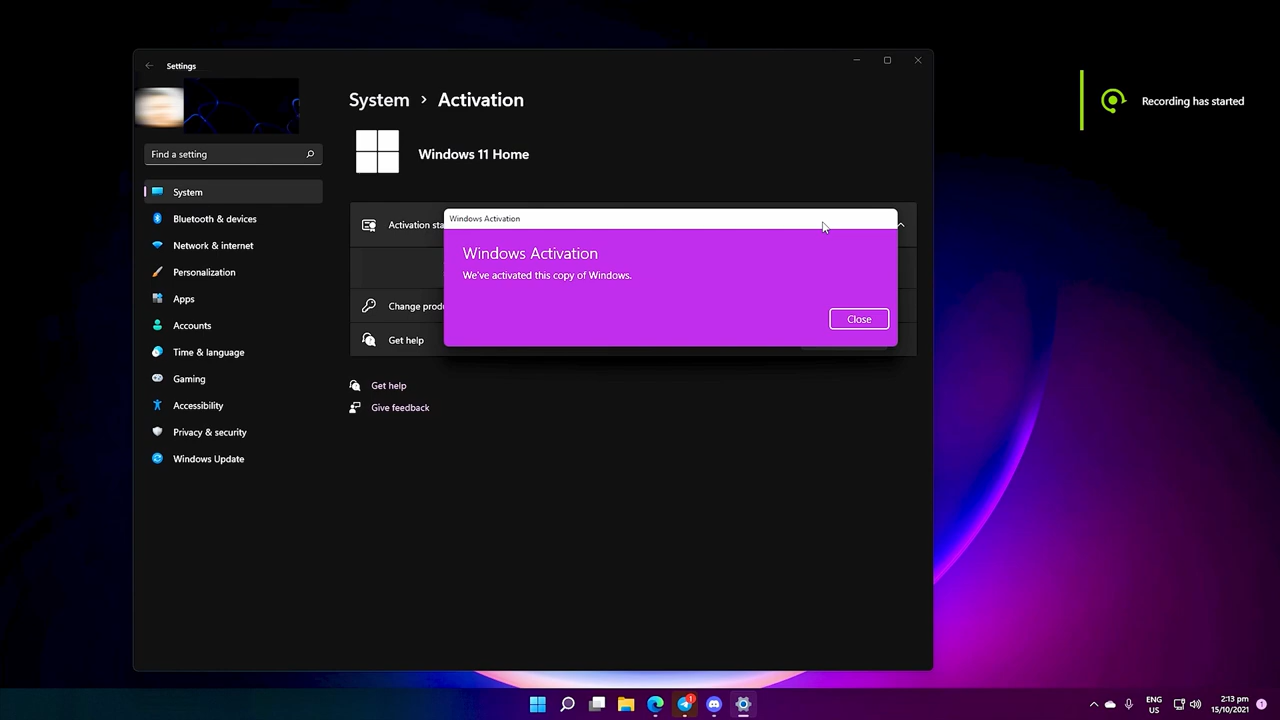 Settings
System > Activation
Recording has started
Windows 11 Home
Find a setting
System
Bluetooth & devices
Network & internet
Personalization
Apps
Accounts
Time & language
Gaming
Accessibility
Privacy & security
Windows Update
Activation sta
Windows Activation
Windows Activation
We've activated this copy of Windows.
Close
Change prod
Get help
Get help
Give feedback
1
ENG
US
2:13 pm
15/10/2021
1